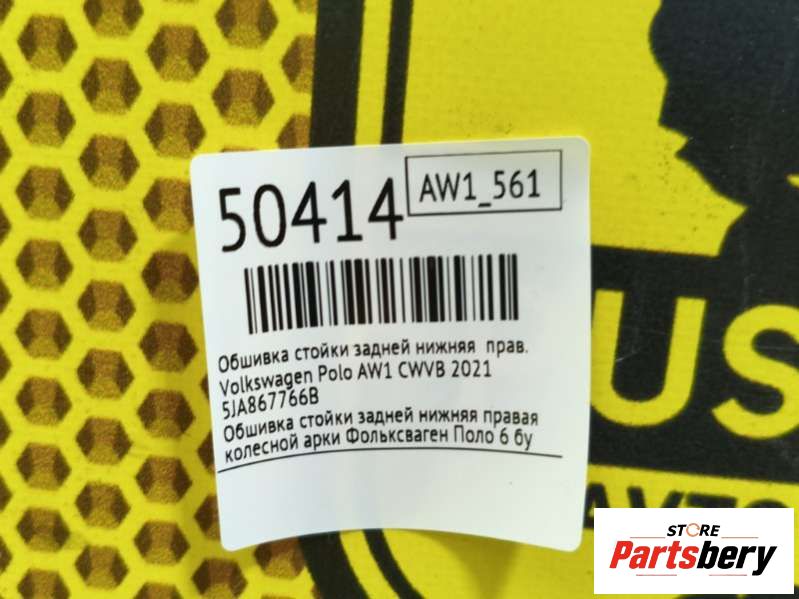 50414
AW1_561
Обшивка стойки задней нижняя прав.
Volkswagen Polo AW1 CWVB 2021
5JA867766B
Обшивка стойки задней нижняя правая
колесной арки Фольксваген Поло 6 бу
US
STORE
Partsbery